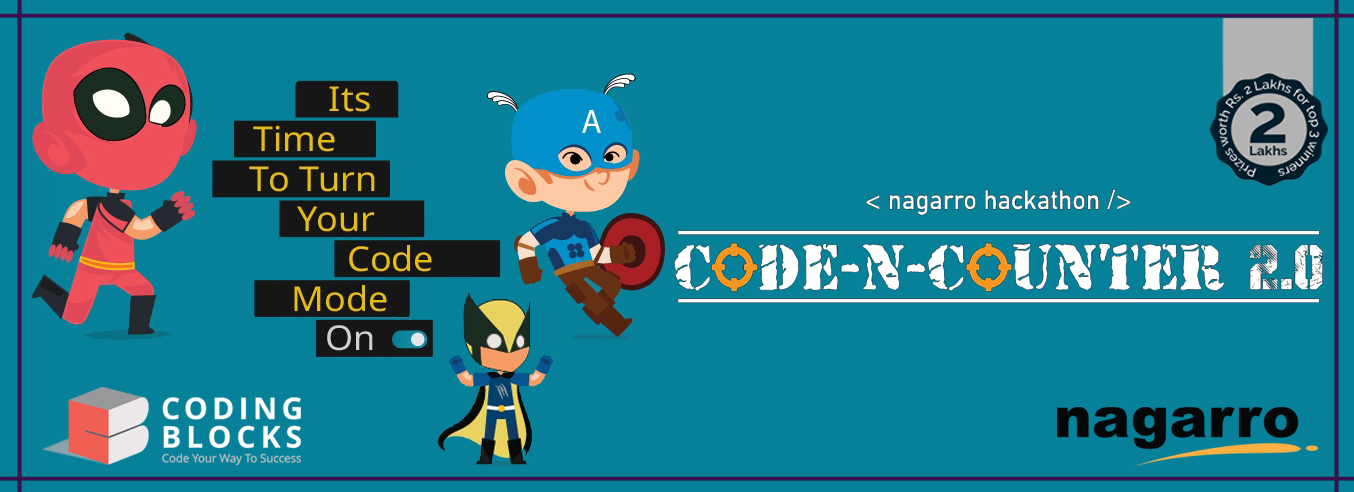 Its
Time
To Turn
Your
Code
Mode
On
A
CODING
BLOCKS
Code Your Way To Success
< nagarro hackathon />
CODE-N-COUNTER 2.0
Prizes worth Rs. 2 Lakhs for top 3 winners
2
Lakhs
nagarro